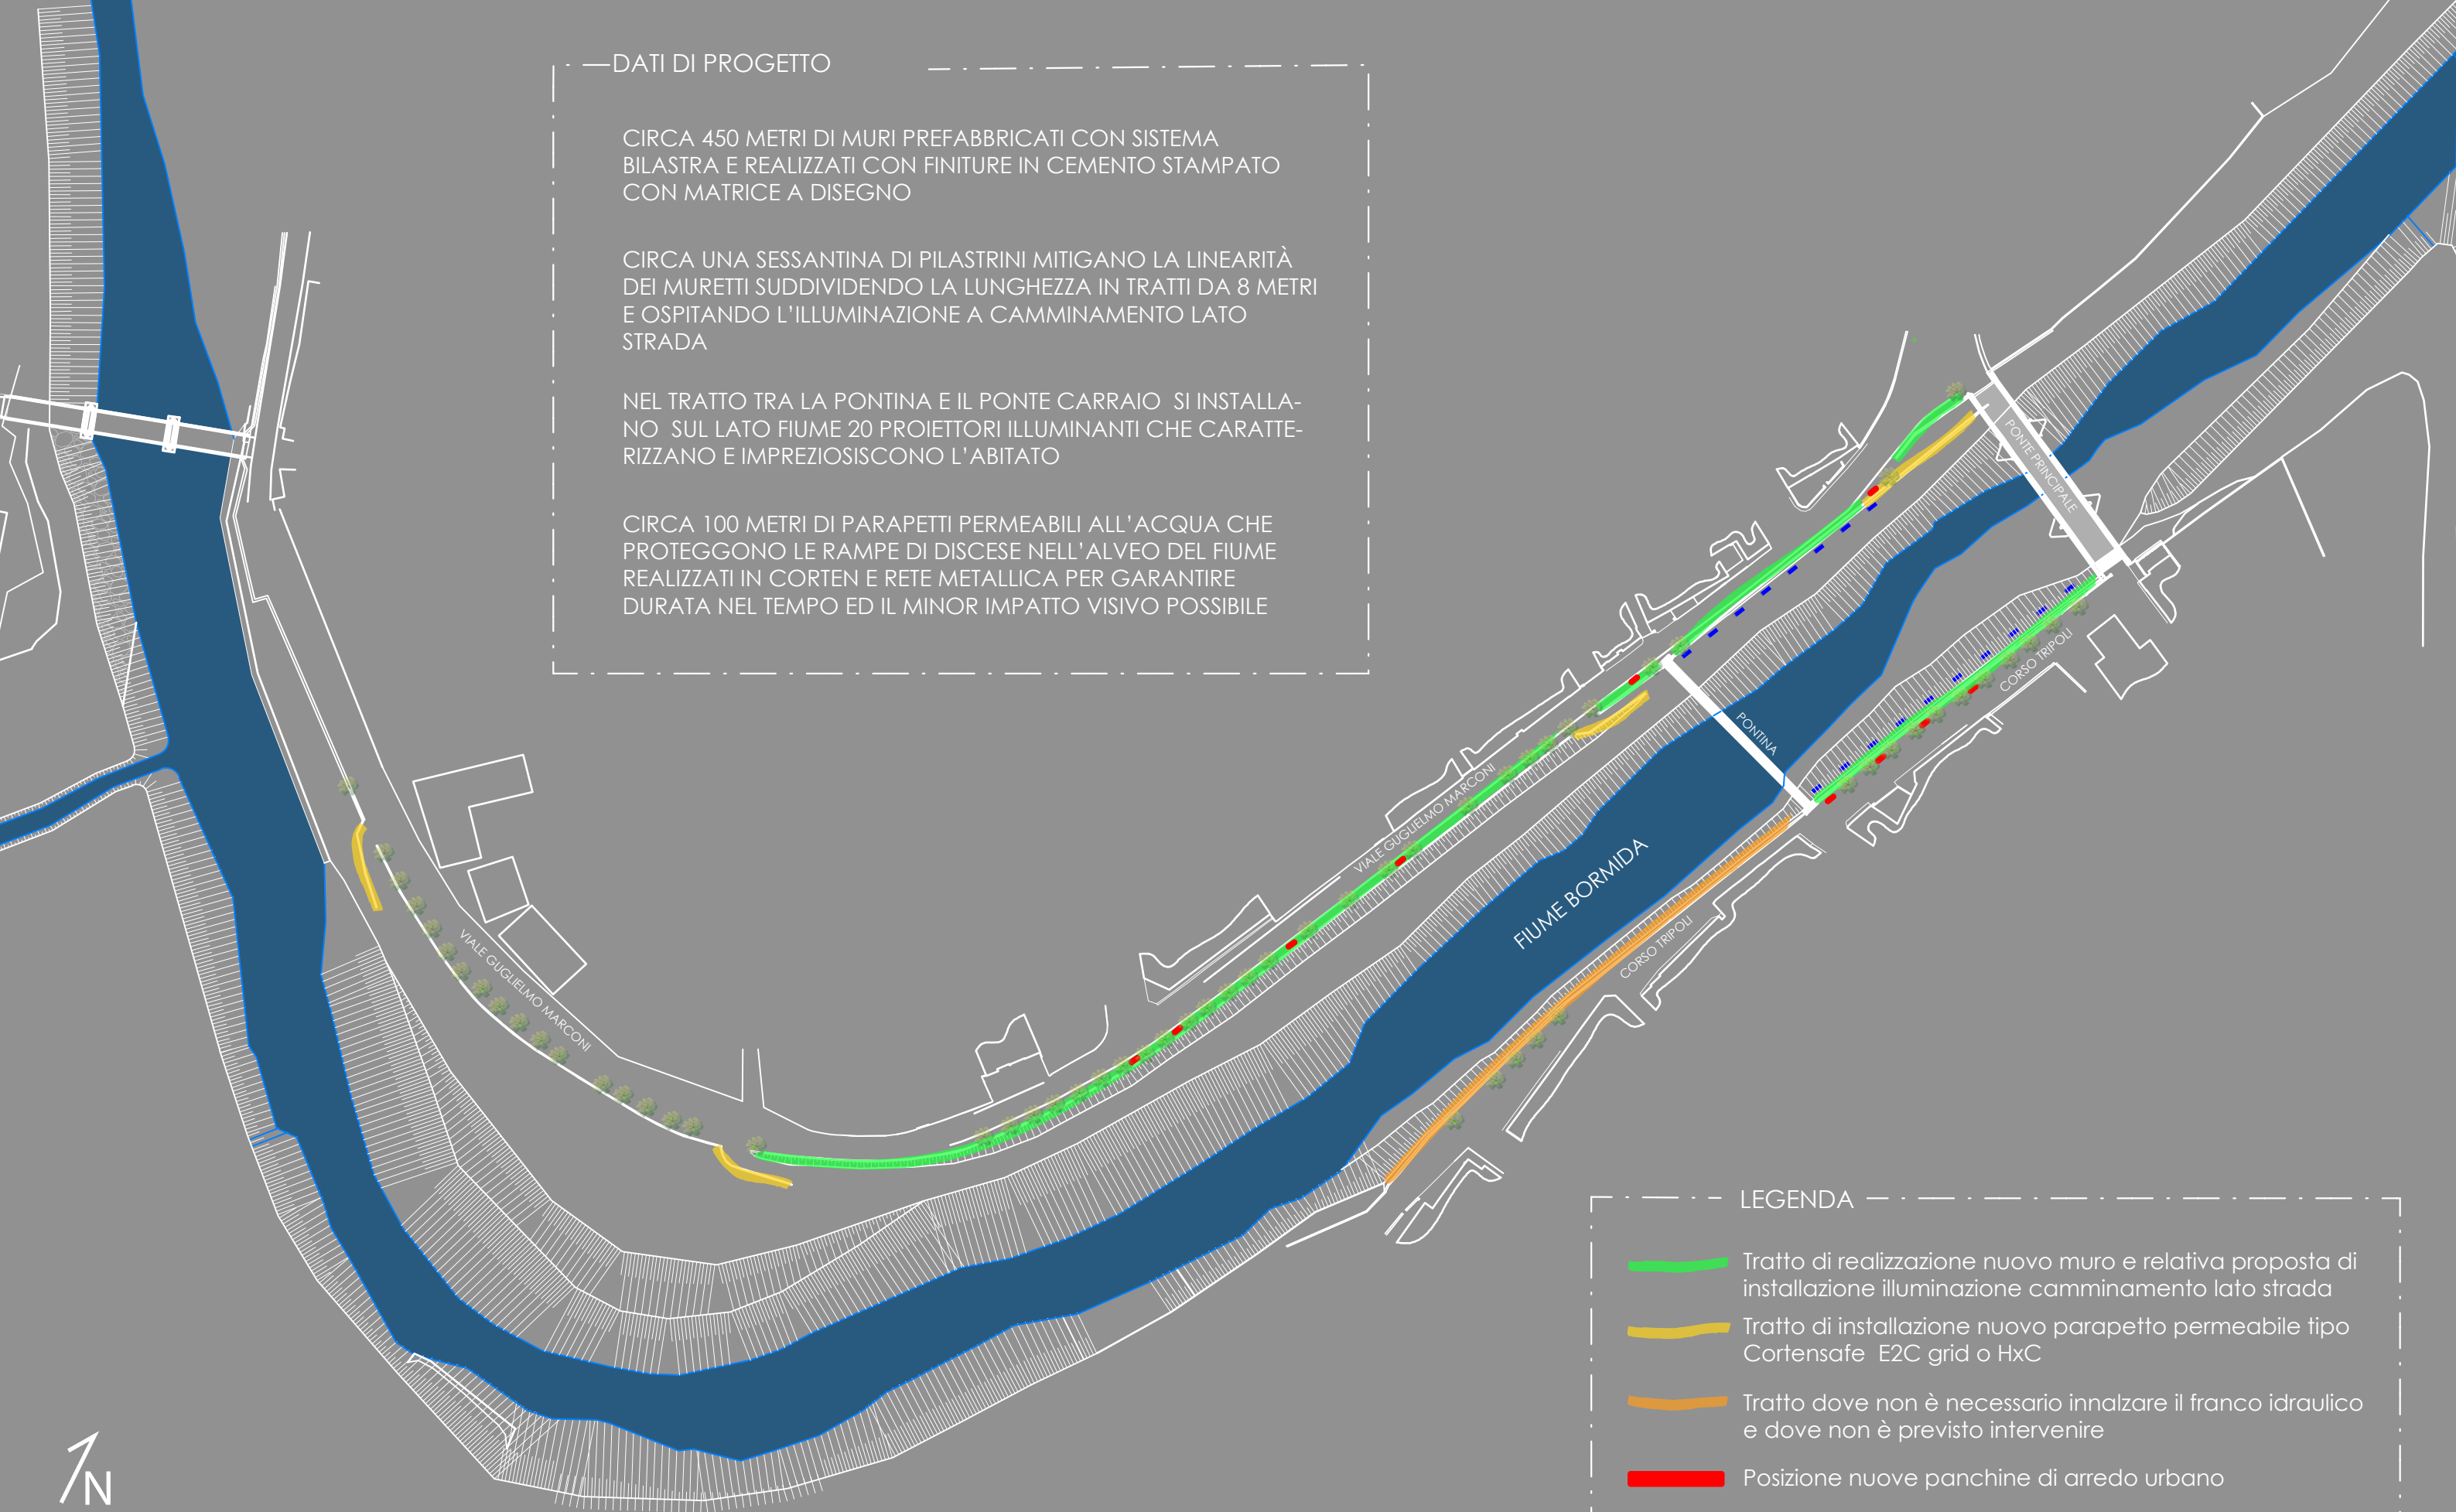 DATI DI PROGETTO
CIRCA 450 METRI DI MURI PREFABBRICATI CON SISTEMA
BILASTRA E REALIZZATI CON FINITURE IN CEMENTO STAMPATO
CON MATRICE A DISEGNO
CIRCA UNA SESSANTINA DI PILASTRINI MITIGANO LA LINEARITÀ
DEI MURETTI SUDDIVIDENDO LA LUNGHEZZA IN TRATTI DA 8 METRI
E OSPITANDO L'ILLUMINAZIONE A CAMMINAMENTO LATO
STRADA
NEL TRATTO TRA LA PONTINA E IL PONTE CARRAIO  SI INSTALLA-
NO  SUL LATO FIUME 20 PROIETTORI ILLUMINANTI CHE CARATTE-
RIZZANO E IMPREZIOSISCONO L'ABITATO
CIRCA 100 METRI DI PARAPETTI PERMEABILI ALL'ACQUA CHE
PROTEGGONO LE RAMPE DI DISCESE NELL'ALVEO DEL FIUME
REALIZZATI IN CORTEN E RETE METALLICA PER GARANTIRE
DURATA NEL TEMPO ED IL MINOR IMPATTO VISIVO POSSIBILE
PONTE PRINCIPALE
CORSO TRIPOLI
PONTINA
VIALE GUGLIELMO MARCONI
FIUME BORMIDA
CORSO TRIPOLI
VIALE GUGLIELMO MARCONI
LEGENDA
Tratto di realizzazione nuovo muro e relativa proposta di
installazione illuminazione camminamento lato strada
Tratto di installazione nuovo parapetto permeabile tipo
Cortensafe  E2C grid o HxC
Tratto dove non è necessario innalzare il franco idraulico
e dove non è previsto intervenire
Posizione nuove panchine di arredo urbano
N